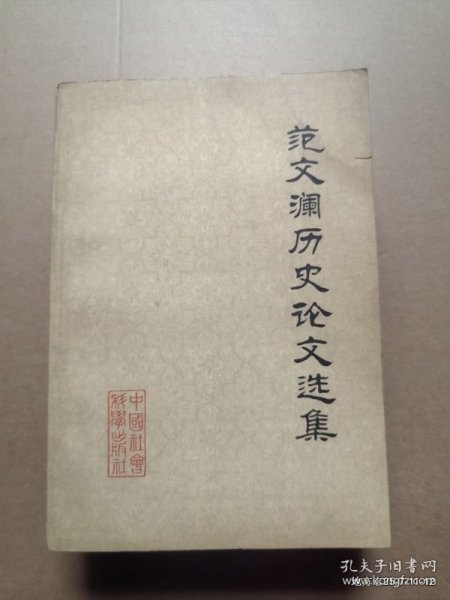 范文澜历史论文选集
中國社會
科學出版社
孔夫子旧书网